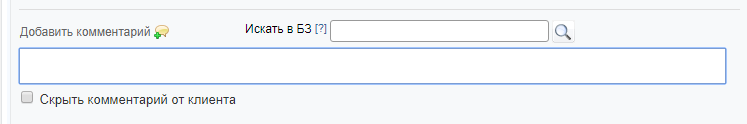 Добавить комментарий Искать в БЗ [?]
Скрыть комментарий от клиента